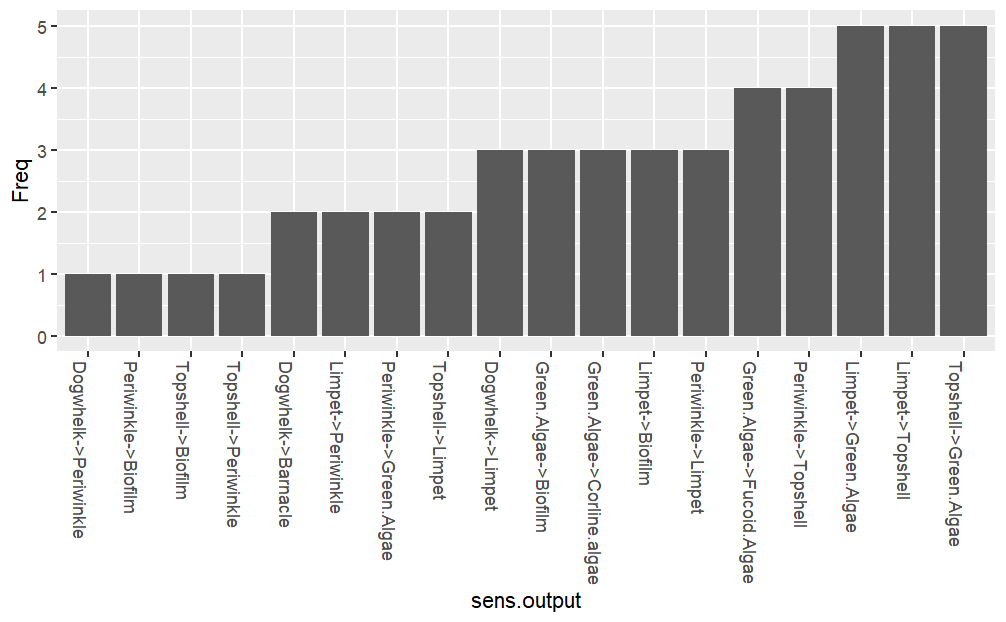 5
4
3
2
1
0
Freq
Dogwhelk->Periwinkle
Periwinkle->Biofilm
Topshell->Biofilm
Topshell->Periwinkle
Dogwhelk->Barnacle
Limpet->Periwinkle
Periwinkle->Green.Algae
Topshell->Limpet
Dogwhelk->Limpet
Green.Algae->Biofilm
Green.Algae->Corline.algae
Limpet->Biofilm
Periwinkle->Limpet
Green.Algae->Fucoid.Algae
Periwinkle->Topshell
Limpet->Green.Algae
Limpet->Topshell
Topshell->Green.Algae
sens.output